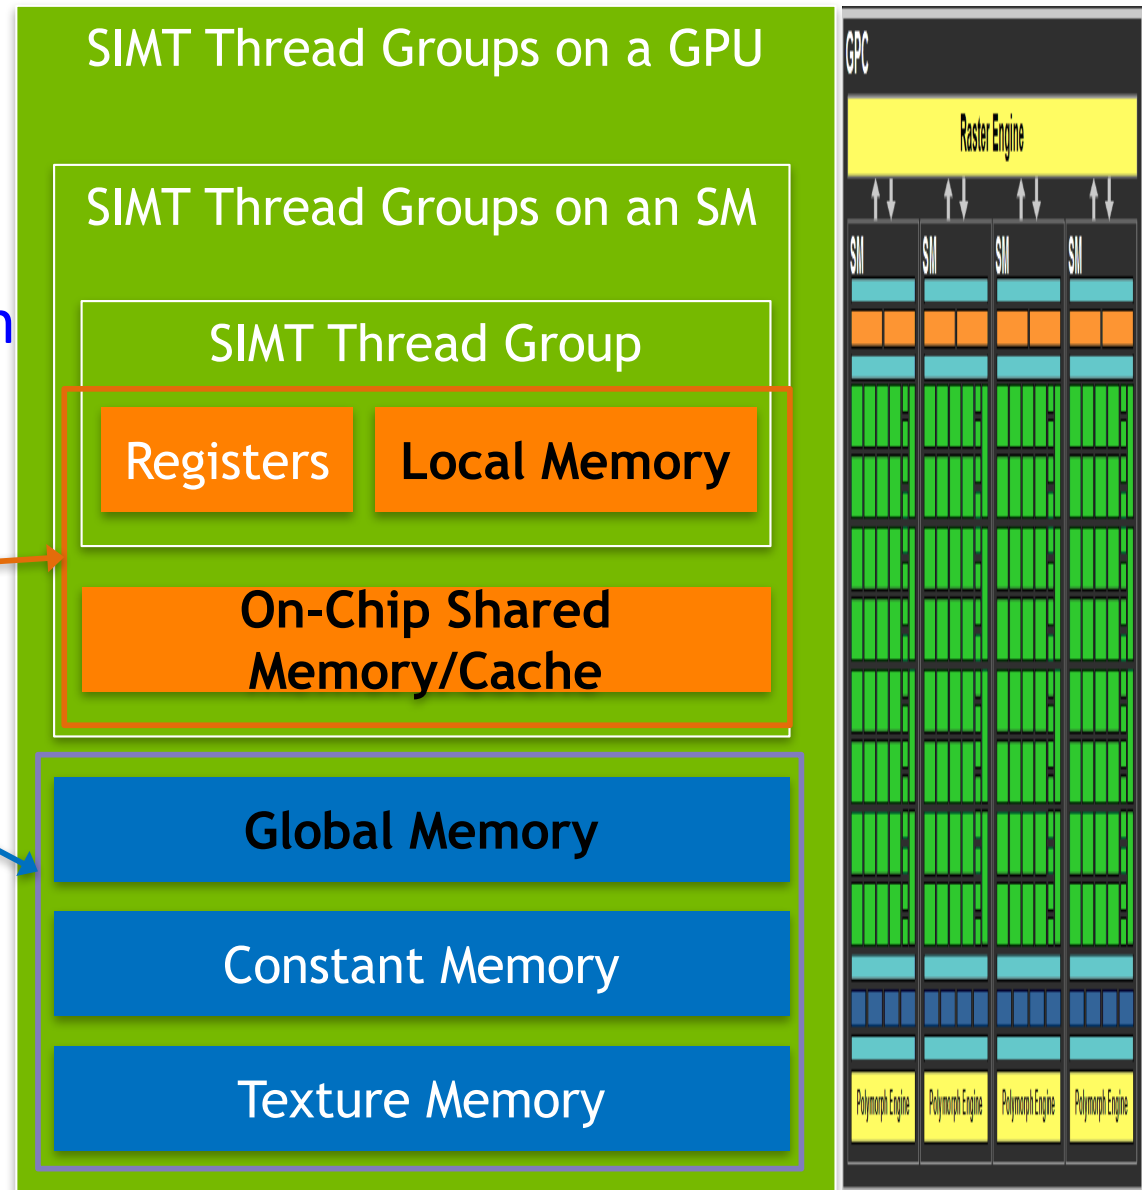 SIMT Thread Groups on a GPU
SIMT Thread Groups on an SM
n
SIMT Thread Group
Registers
Local Memory
On-Chip Shared
Memory/Cache
Global Memory
Constant Memory
Texture Memory
GPC
Raster Engine
SM
SM
SM
SM
Polymorph Engine
Polymorph Engine
Polymorph Engine
Polymorph Engine